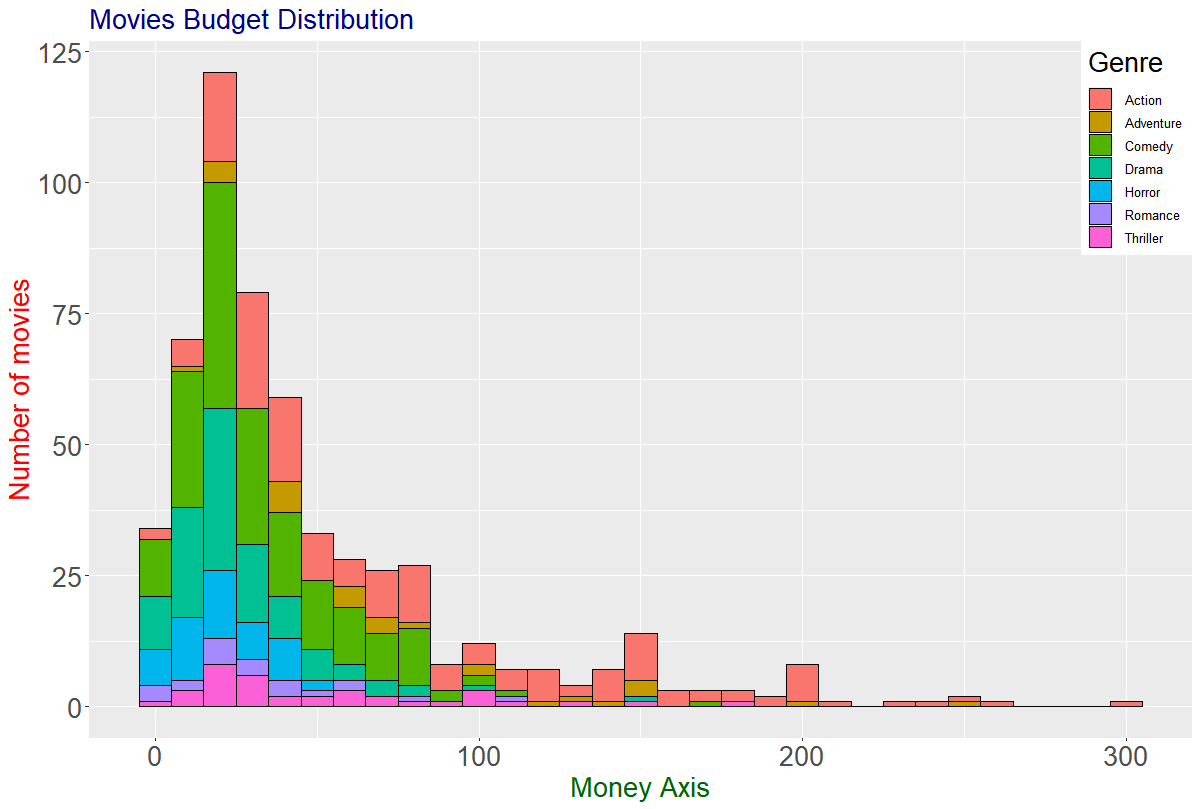 Movies Budget Distribution
Number of movies
125
100
75
50
25
0
0 100 200 300
Money Axis
Genre
Action
Adventure
Comedy
Drama
Horror
Romance
Thriller